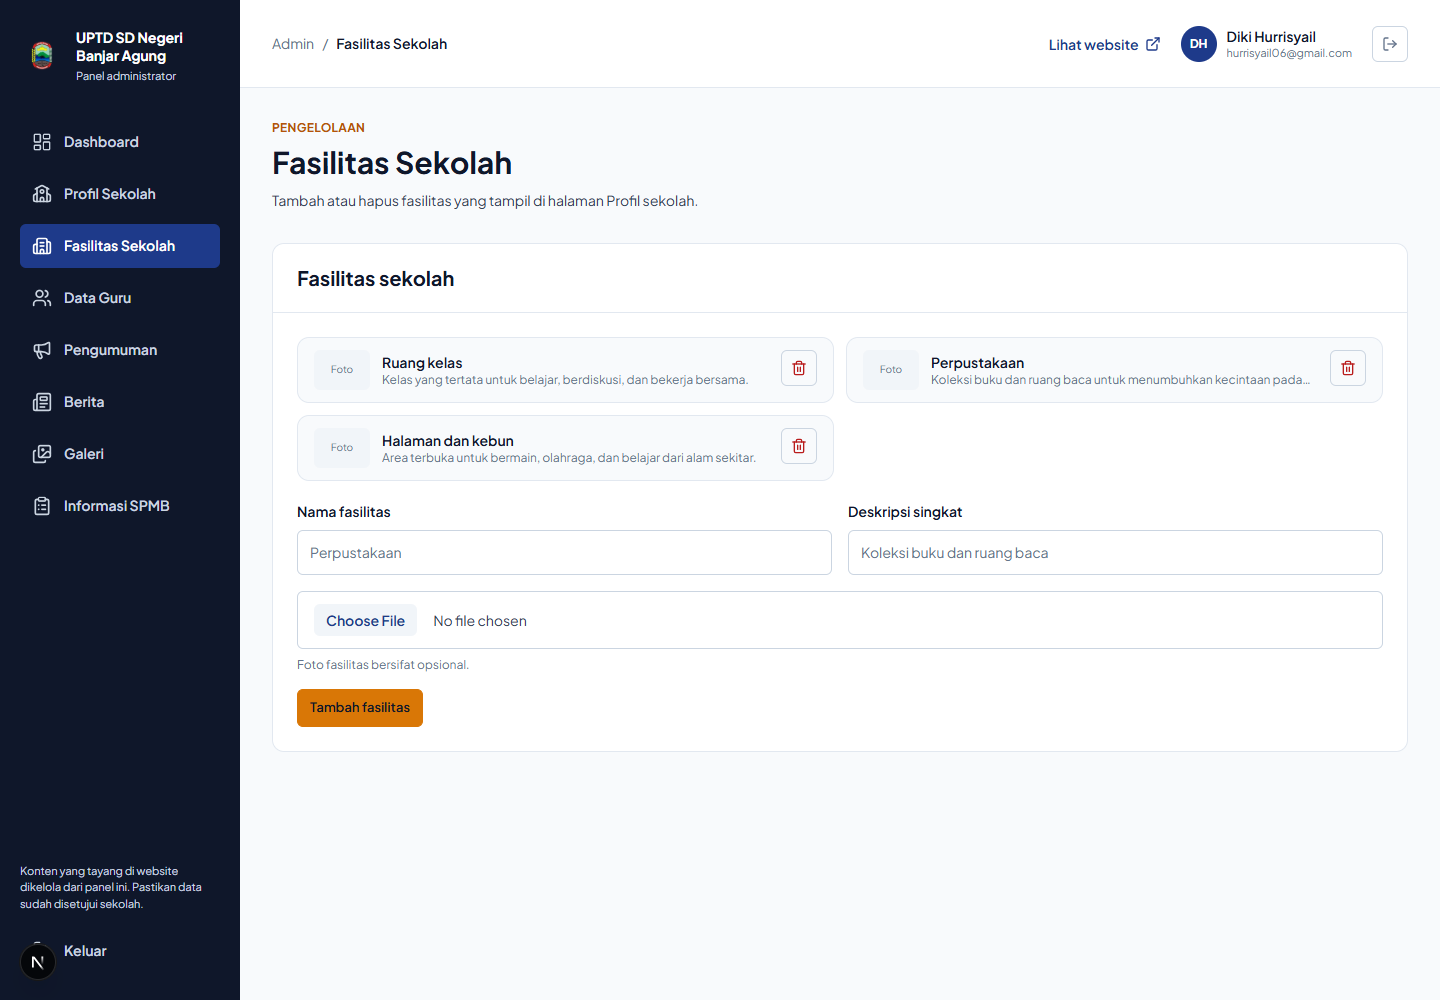 UPTD SD Negeri
Banjar Agung
Panel administrator
Dashboard
Profil Sekolah
Fasilitas Sekolah
Data Guru
Pengumuman
Berita
Galeri
Informasi SPMB
Konten yang tayang di website
dikelola dari panel ini. Pastikan data
sudah disetujui sekolah.
Keluar
N
Admin / Fasilitas Sekolah
Lihat website
DH
Diki Hurrisyail
hurrisyail06@gmail.com
PENGELOLAAN
Fasilitas Sekolah
Tambah atau hapus fasilitas yang tampil di halaman Profil sekolah.
Fasilitas sekolah
Foto
Ruang kelas
Kelas yang tertata untuk belajar, berdiskusi, dan bekerja bersama.
Foto
Perpustakaan
Koleksi buku dan ruang baca untuk menumbuhkan kecintaan pada...
Foto
Halaman dan kebun
Area terbuka untuk bermain, olahraga, dan belajar dari alam sekitar.
Nama fasilitas
Perpustakaan
Deskripsi singkat
Koleksi buku dan ruang baca
Choose File No file chosen
Foto fasilitas bersifat opsional.
Tambah fasilitas